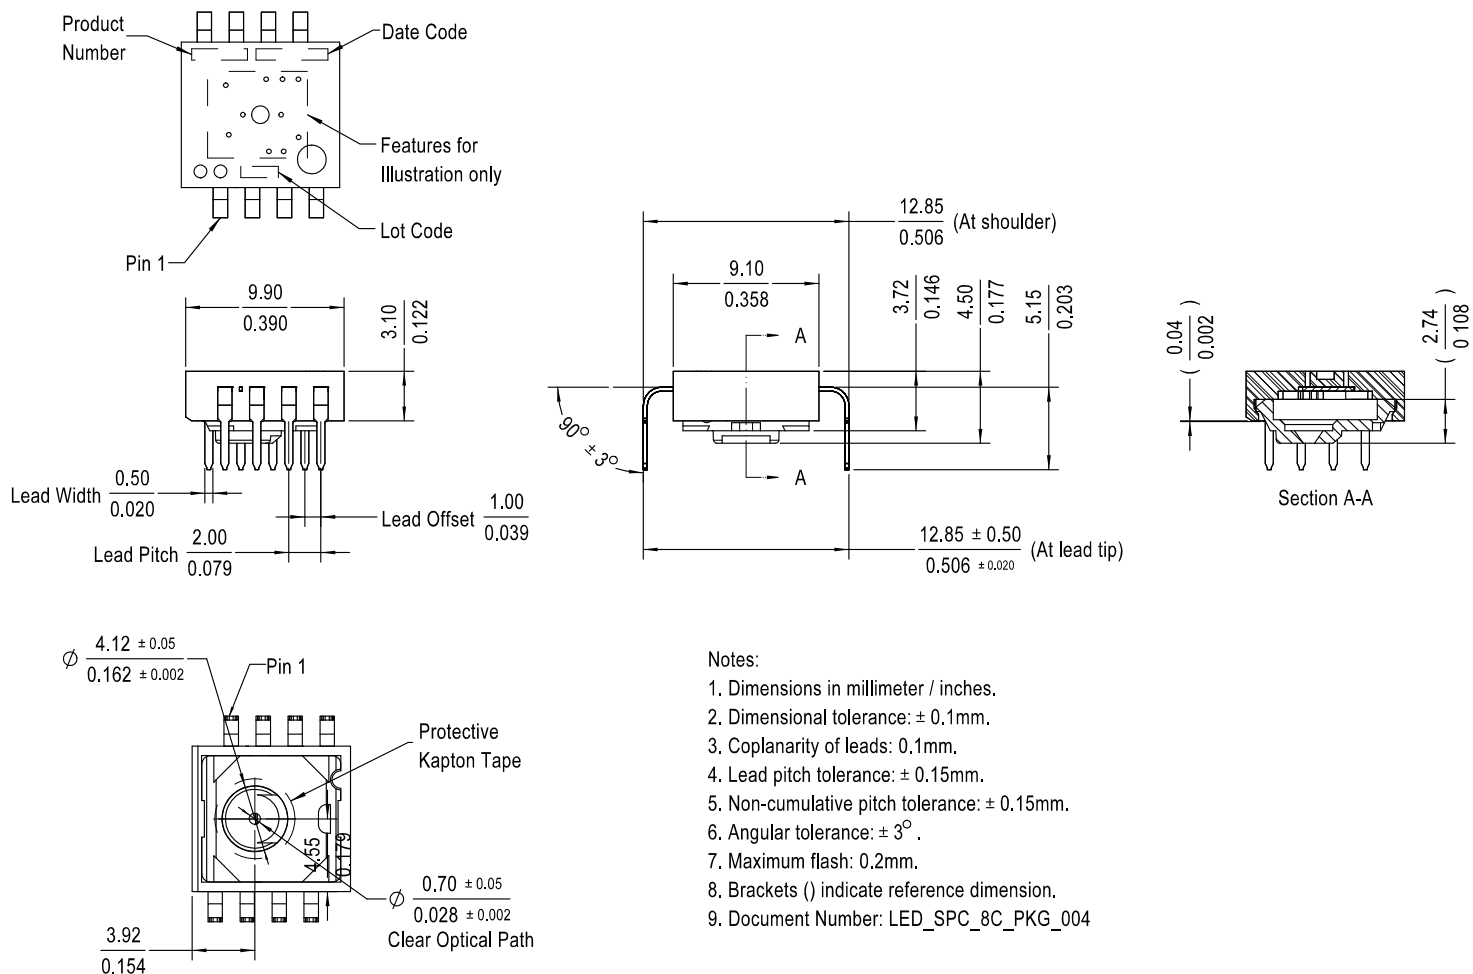 Product
Number
Date Code
Features for
Illustration only
Lot Code
Pin 1
9.90
0.390
3.10
0.122
Lead Width 0.50
0.020
Lead Pitch 2.00
0.079
Lead Offset 1.00
0.039
12.85 (At shoulder)
0.506
9.10
0.358
3.72
0.146
4.50
0.177
5.15
0.203
A
A
90° ± 3°
12.85 ± 0.50 (At lead tip)
0.506 ± 0.020
( 0.04 )
0.002
( 2.74 )
0 108
Section A-A
Ø 4.12 ± 0.05
0.162 ± 0.002
Pin 1
Protective
Kapton Tape
4.55
0.179
Ø 0.70 ± 0.05
0.028 ± 0.002
Clear Optical Path
3.92
0.154
Notes:
1. Dimensions in millimeter / inches.
2. Dimensional tolerance: ± 0.1mm.
3. Coplanarity of leads: 0.1mm.
4. Lead pitch tolerance: ± 0.15mm.
5. Non-cumulative pitch tolerance: ± 0.15mm.
6. Angular tolerance: ± 3° .
7. Maximum flash: 0.2mm.
8. Brackets () indicate reference dimension.
9. Document Number: LED_SPC_8C_PKG_004